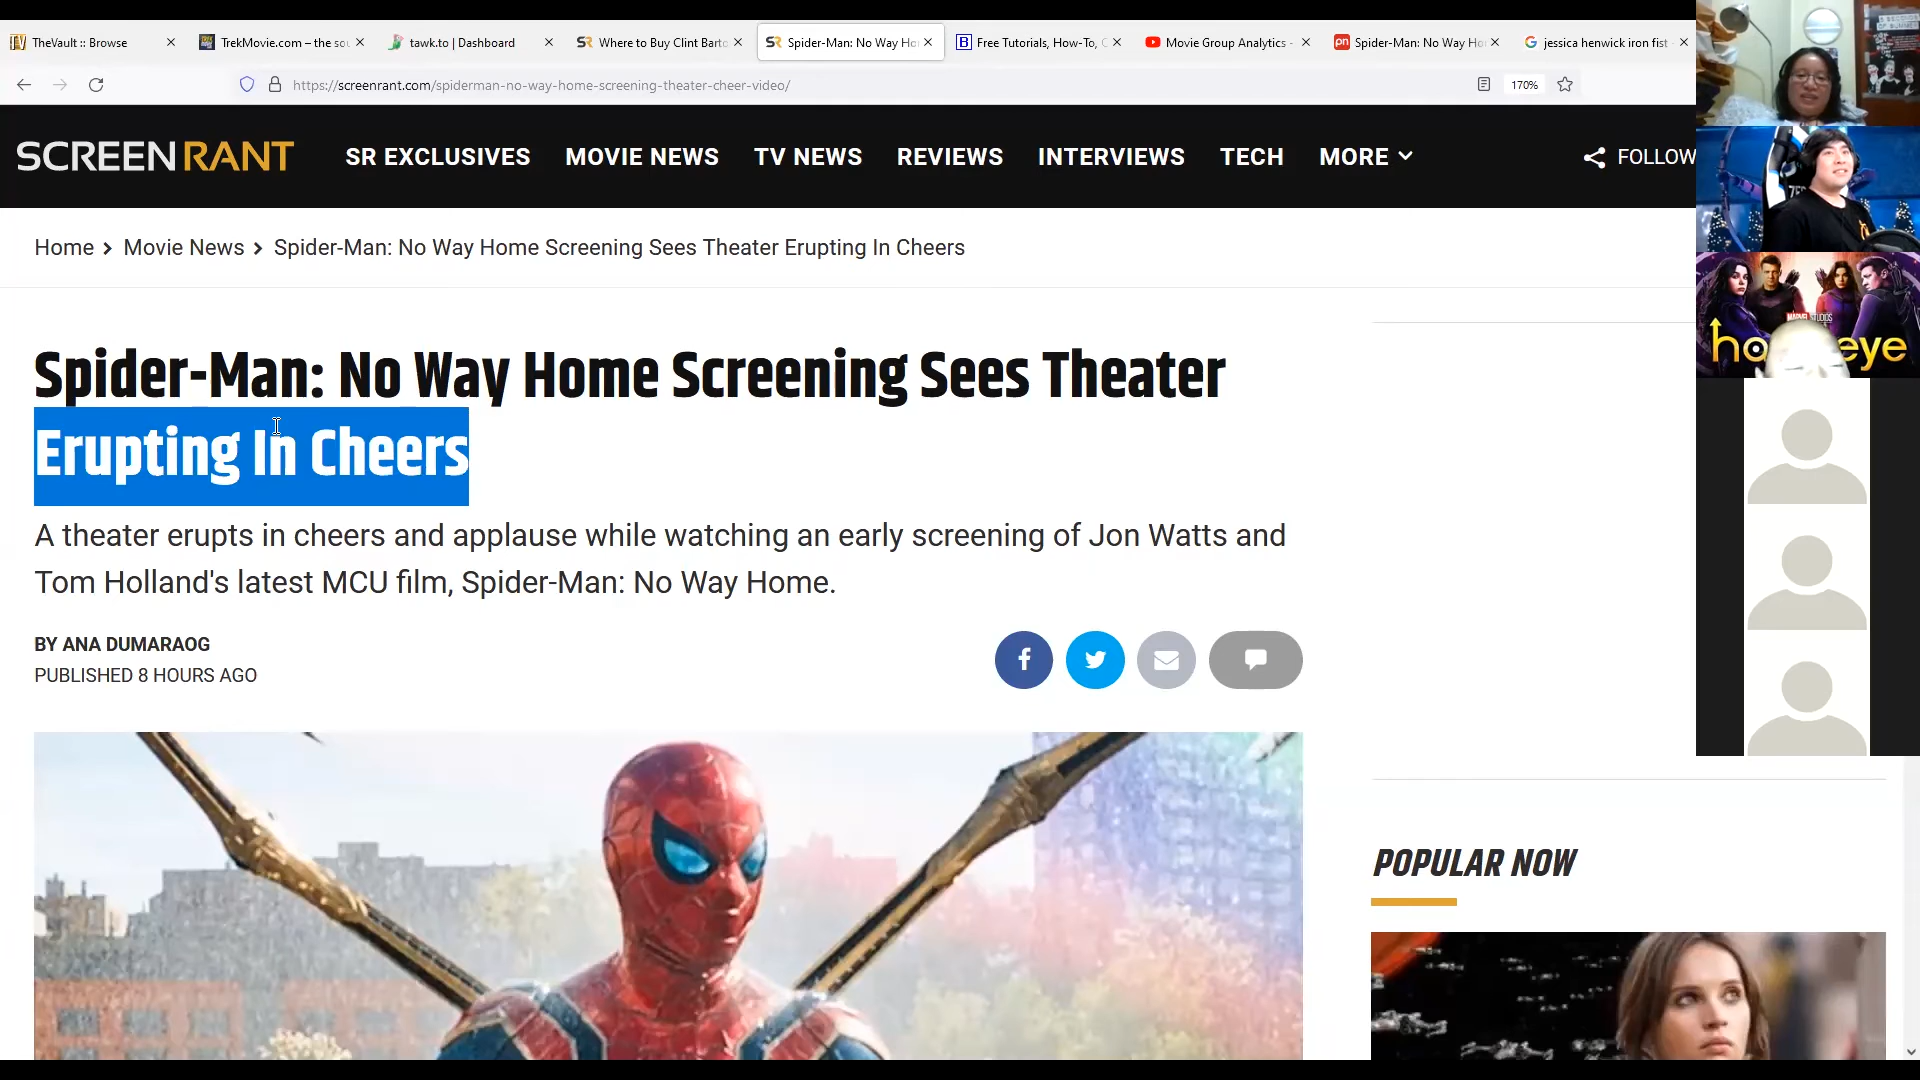 TheVault :: Browse
TrekMovie.com – the sou
tawk.to | Dashboard
Where to Buy Clint Barto
Spider-Man: No Way Ho
Free Tutorials, How-To, C
Movie Group Analytics -
Spider-Man: No Way Ho
jessica henwick iron fist
https://screenrant.com/spiderman-no-way-home-screening-theater-cheer-video/
170%
SCREENRANT
SR EXCLUSIVES
MOVIE NEWS
TV NEWS
REVIEWS
INTERVIEWS
TECH
MORE
FOLLOW
Home > Movie News > Spider-Man: No Way Home Screening Sees Theater Erupting In Cheers
Spider-Man: No Way Home Screening Sees Theater
Erupting In Cheers
A theater erupts in cheers and applause while watching an early screening of Jon Watts and
Tom Holland's latest MCU film, Spider-Man: No Way Home.
BY ANA DUMARAOG
PUBLISHED 8 HOURS AGO
POPULAR NOW
MARVEL STUDIOS
ha eye